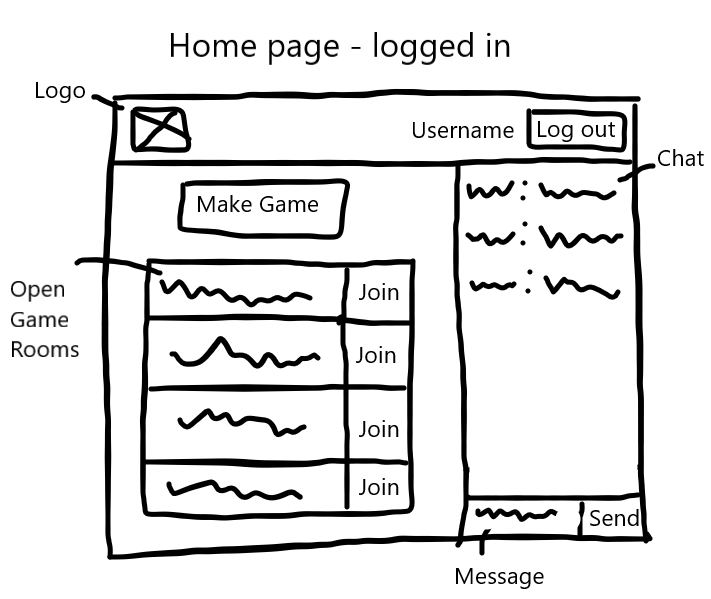 Home page - logged in
Logo
Username
Log out
Chat
Make Game
Open
Game
Rooms
Join
Join
Join
Join
Send
Message